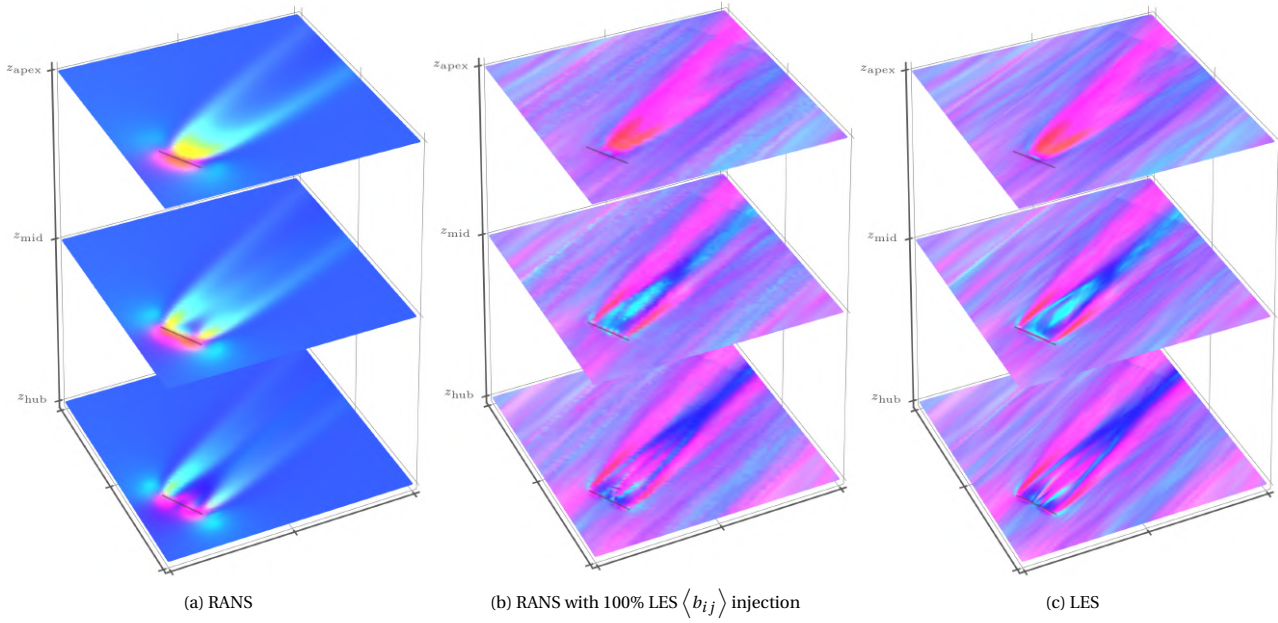 z_apex
z_mid
z_hub
(a) RANS
z_apex
z_mid
z_hub
(b) RANS with 100% LES ⟨b_ij⟩ injection
z_apex
z_mid
z_hub
(c) LES